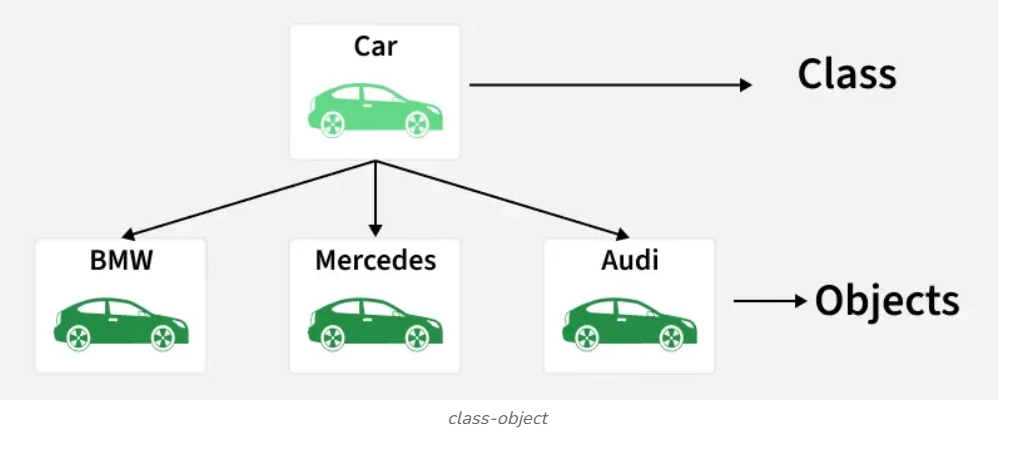 Car
Class
BMW
Mercedes
Audi
Objects
class-object